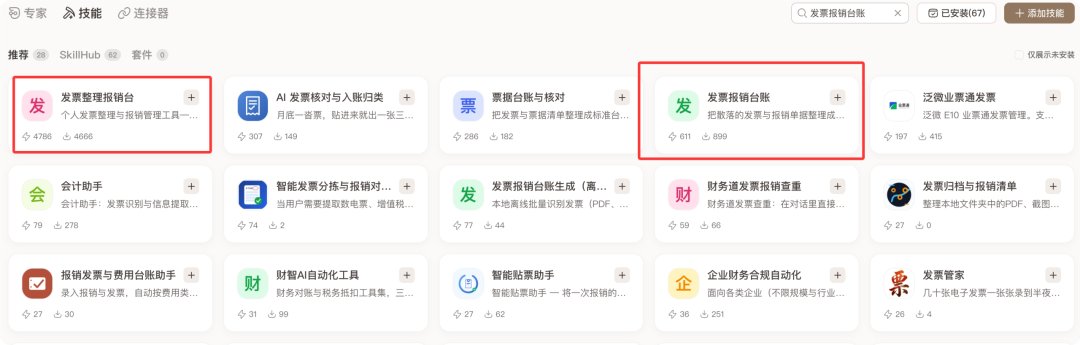 专家 技能 连接器 发票报销台账 已安装(67) + 添加技能
推荐 28 SkillHub 62 套件 0 仅展示未安装
发 发票整理报销台
个人发票整理与报销管理工具一…
4786 4666
AI 发票核对与入账归类
月底一沓票，贴进来就出一张三…
307 149
票 票据台账与核对
把发票与票据清单整理成标准台…
286 182
发 发票报销台账
把散落的发票与报销单据整理成…
611 899
泛微业票通发票
泛微 E10 业票通发票管理。支…
197 415
会 会计助手
会计助手：发票识别与信息提取…
79 278
智能发票分拣与报销对…
当用户需要提取数电票、增值税…
74 2
发 发票报销台账生成（离…
本地离线批量识别发票（PDF、…
77 44
财 财务道发票报销查重
财务道发票查重：在对话里直接…
59 66
发票归档与报销清单
整理本地文件夹中的PDF、截图…
27 0
报销发票与费用台账助手
录入报销与发票，自动按费用类…
27 30
财 财智AI自动化工具
财务对账与税务抵扣工具集，三…
31 99
智能贴票助手
智能贴票助手 — 将一次报销的…
27 62
企 企业财务合规自动化
面向各类企业（不限规模与行业…
36 251
票 发票管家
几十张电子发票一张张录到半夜…
26 4